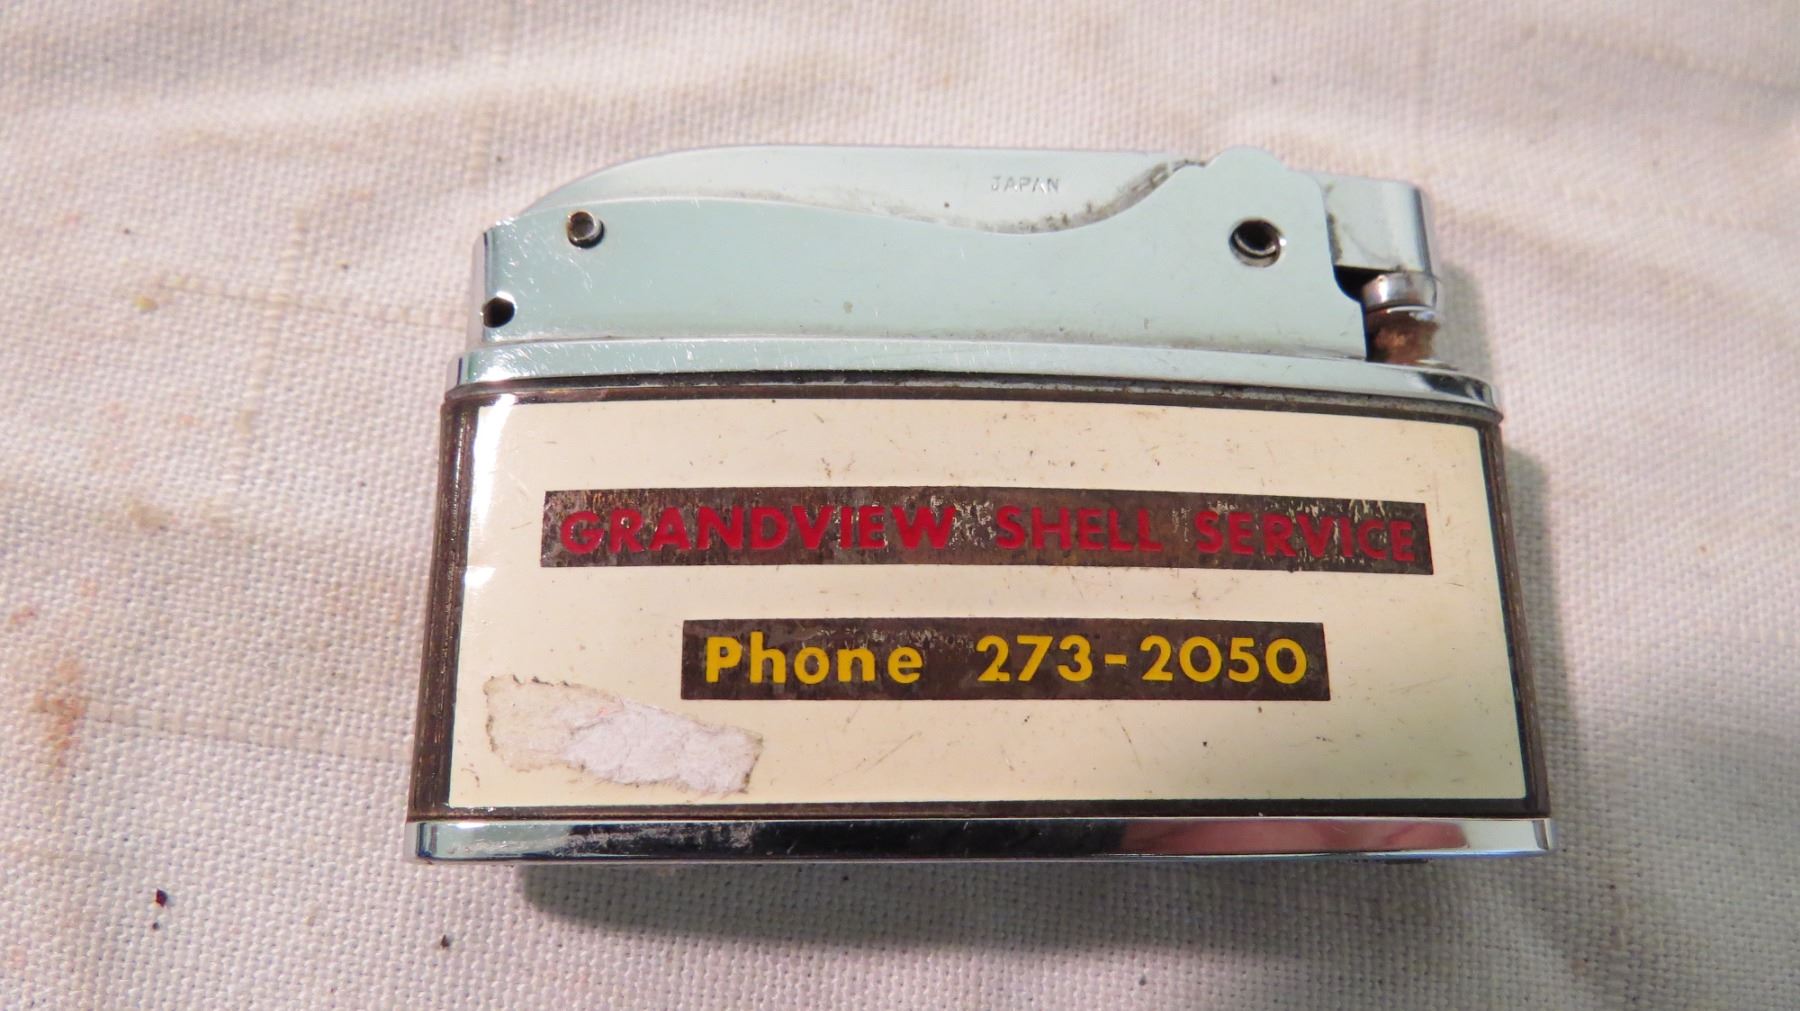 JAPAN
GRANDVIEW SHELL SERVICE
Phone 273-2050